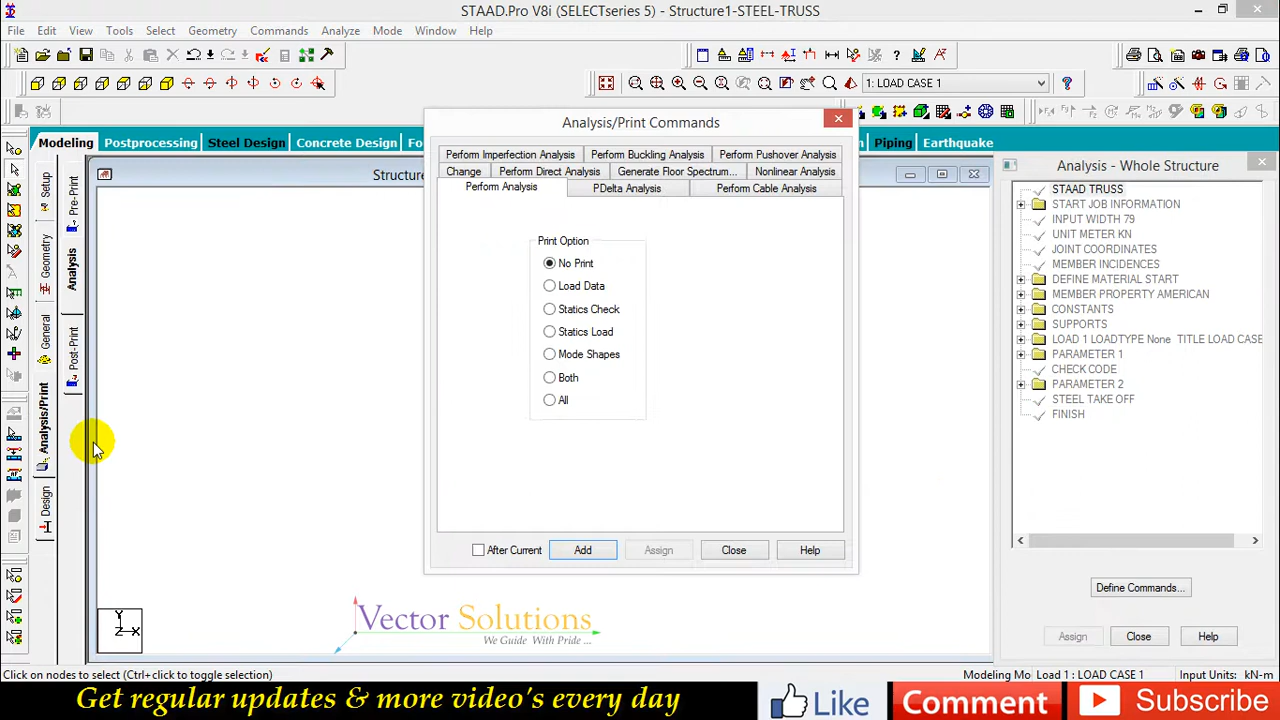 STAAD.Pro V8i (SELECTseries 5) - Structure1-STEEL-TRUSS
File Edit View Tools Select Geometry Commands Analyze Mode Window Help
1: LOAD CASE 1
Modeling Postprocessing Steel Design Concrete Design Fo Piping Earthquake
Setup
Geometry
General
Analysis/Print
Design
Pre-Print
Analysis
Post-Print
Structure
Analysis/Print Commands
Perform Imperfection Analysis Perform Buckling Analysis Perform Pushover Analysis
Change Perform Direct Analysis Generate Floor Spectrum... Nonlinear Analysis
Perform Analysis PDelta Analysis Perform Cable Analysis
Print Option
No Print
Load Data
Statics Check
Statics Load
Mode Shapes
Both
All
After Current Add Assign Close Help
Analysis - Whole Structure
STAAD TRUSS
START JOB INFORMATION
INPUT WIDTH 79
UNIT METER KN
JOINT COORDINATES
MEMBER INCIDENCES
DEFINE MATERIAL START
MEMBER PROPERTY AMERICAN
CONSTANTS
SUPPORTS
LOAD 1 LOADTYPE None TITLE LOAD CASE
PARAMETER 1
CHECK CODE
PARAMETER 2
STEEL TAKE OFF
FINISH
Define Commands...
Assign Close Help
Y
Z X
Vector Solutions
We Guide With Pride ...
Click on nodes to select (Ctrl+click to toggle selection) Modeling Mo Load 1 : LOAD CASE 1 Input Units: kN-m
Get regular updates & more video's every day Like Comment Subscribe